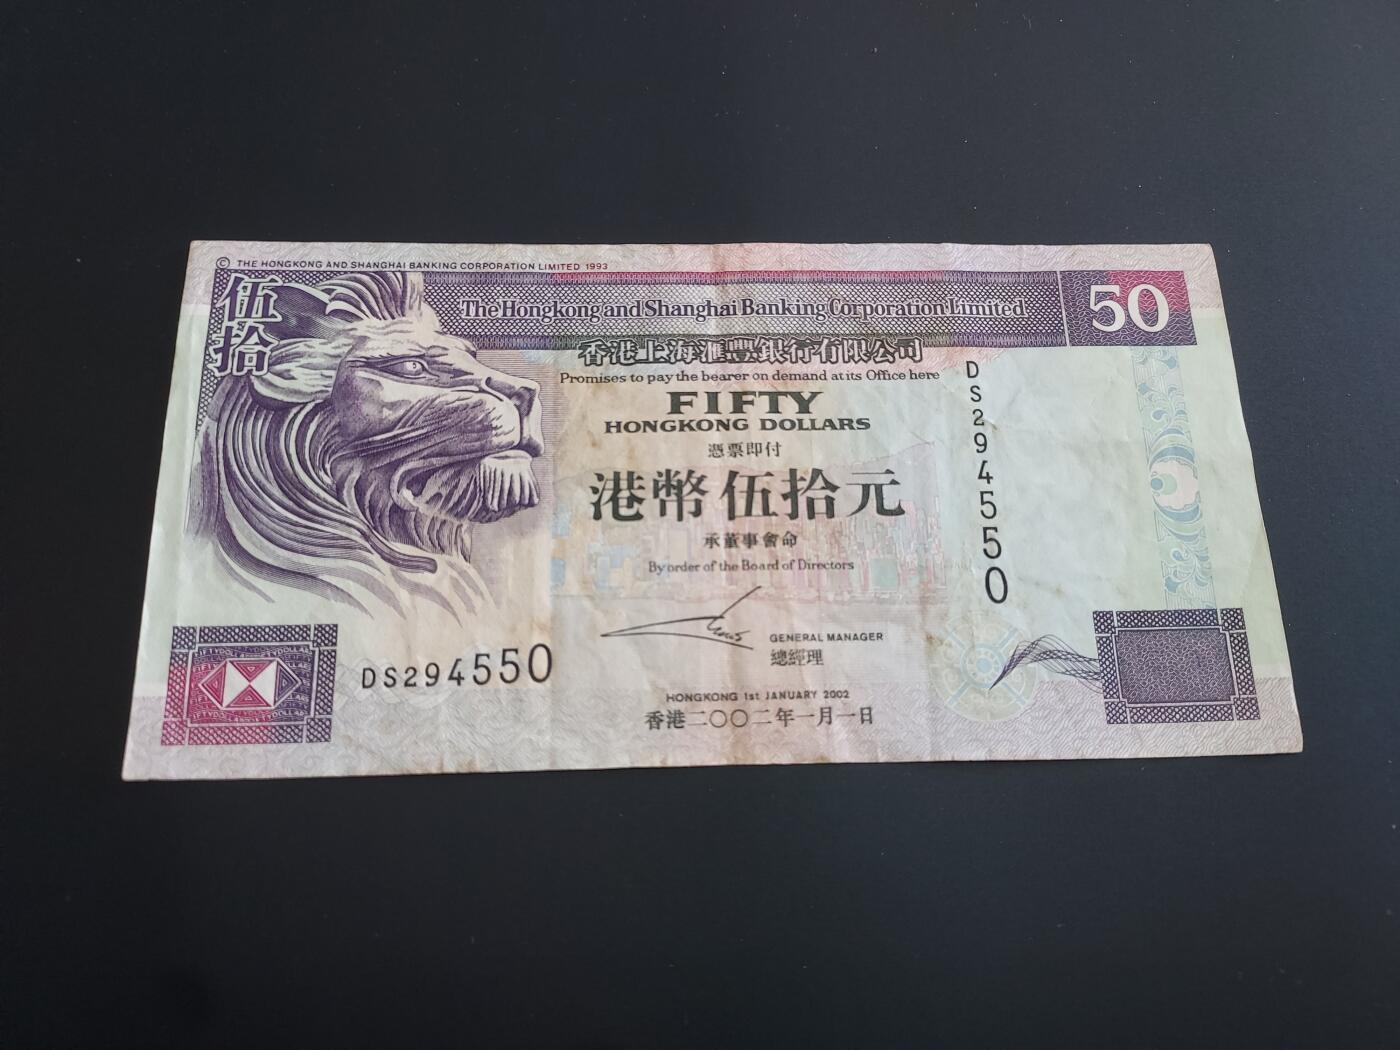 © THE HONGKONG AND SHANGHAI BANKING CORPORATION LIMITED 1993
伍拾
The Hongkong and Shanghai Banking Corporation Limited
50
香港上海滙豐銀行有限公司
Promises to pay the bearer on demand at its Office here
FIFTY
HONGKONG DOLLARS
憑票即付
港幣伍拾元
承董事會命
By order of the Board of Directors
GENERAL MANAGER
總經理
HONGKONG 1st JANUARY 2002
香港二〇〇二年一月一日
DS294550
DS294550